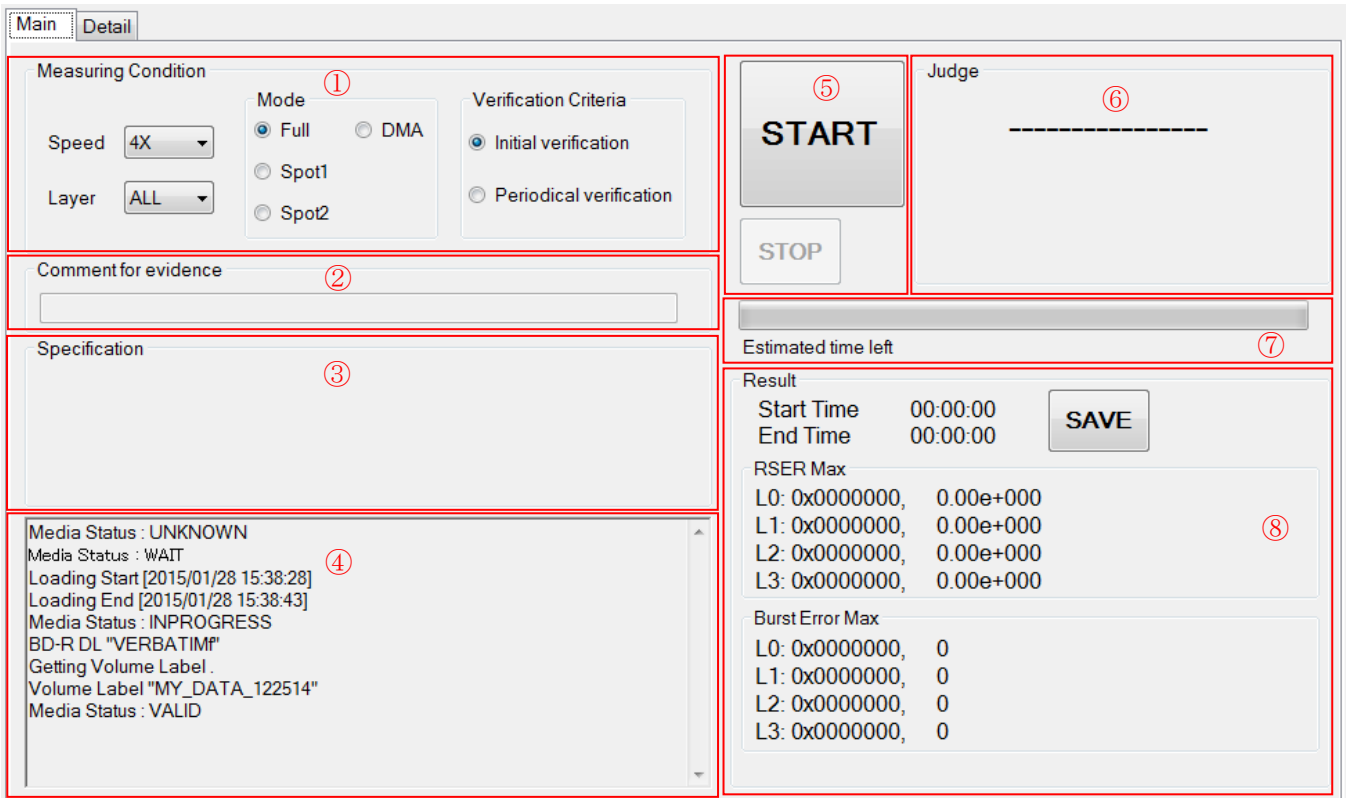 Main Detail
Measuring Condition
①
Speed 4X
Layer ALL
Mode
Full DMA
Spot1
Spot2
Verification Criteria
Initial verification
Periodical verification
Comment for evidence
②
Specification
③
Media Status : UNKNOWN
Media Status : WAIT
④
Loading Start [2015/01/28 15:38:28]
Loading End [2015/01/28 15:38:43]
Media Status : INPROGRESS
BD-R DL "VERBATIMf"
Getting Volume Label .
Volume Label "MY_DATA_122514"
Media Status : VALID
⑤
START
STOP
Judge
⑥
----------------
Estimated time left
⑦
Result
Start Time 00:00:00
End Time 00:00:00
SAVE
RSER Max
L0: 0x0000000, 0.00e+000
L1: 0x0000000, 0.00e+000
L2: 0x0000000, 0.00e+000
L3: 0x0000000, 0.00e+000
⑧
Burst Error Max
L0: 0x0000000, 0
L1: 0x0000000, 0
L2: 0x0000000, 0
L3: 0x0000000, 0